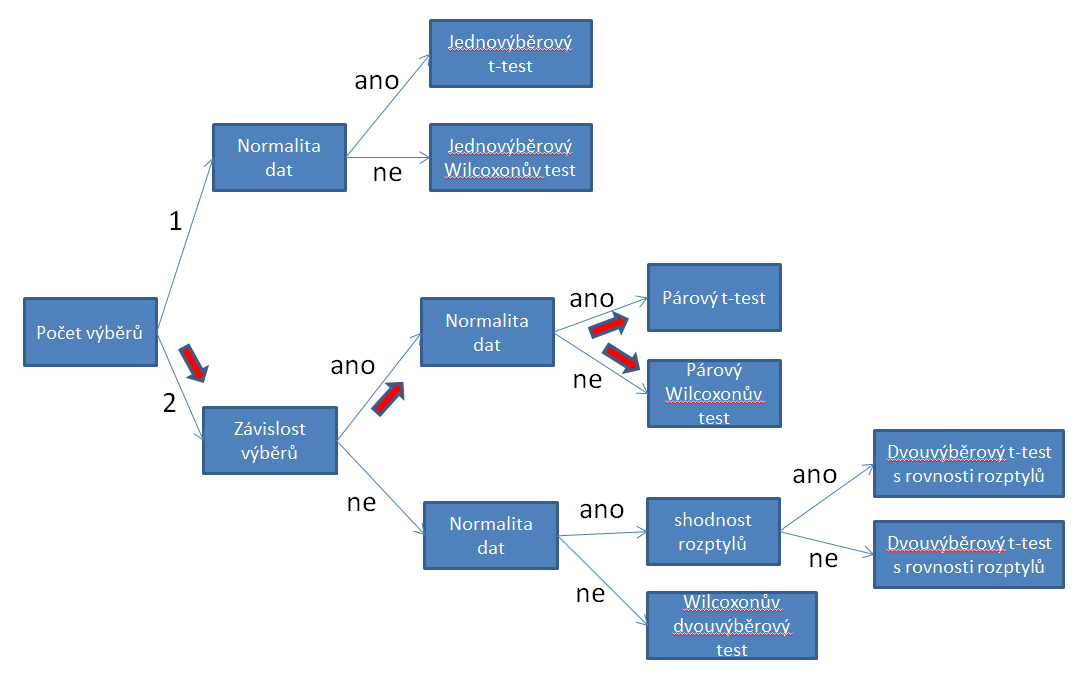 Jednovýběrový
t-test
ano
Normalita
dat
ne
Jednovýběrový
Wilcoxonův test
1
Počet výběrů
2
Závislost
výběrů
ano
Normalita
dat
ano
Párový t-test
ne
Párový
Wilcoxonův
test
ne
Normalita
dat
ano
shodnost
rozptylů
ano
Dvouvýběrový t-test
s rovnosti rozptylů
ne
Dvouvýběrový t-test
s rovnosti rozptylů
ne
Wilcoxonův
dvouvýběrový
test